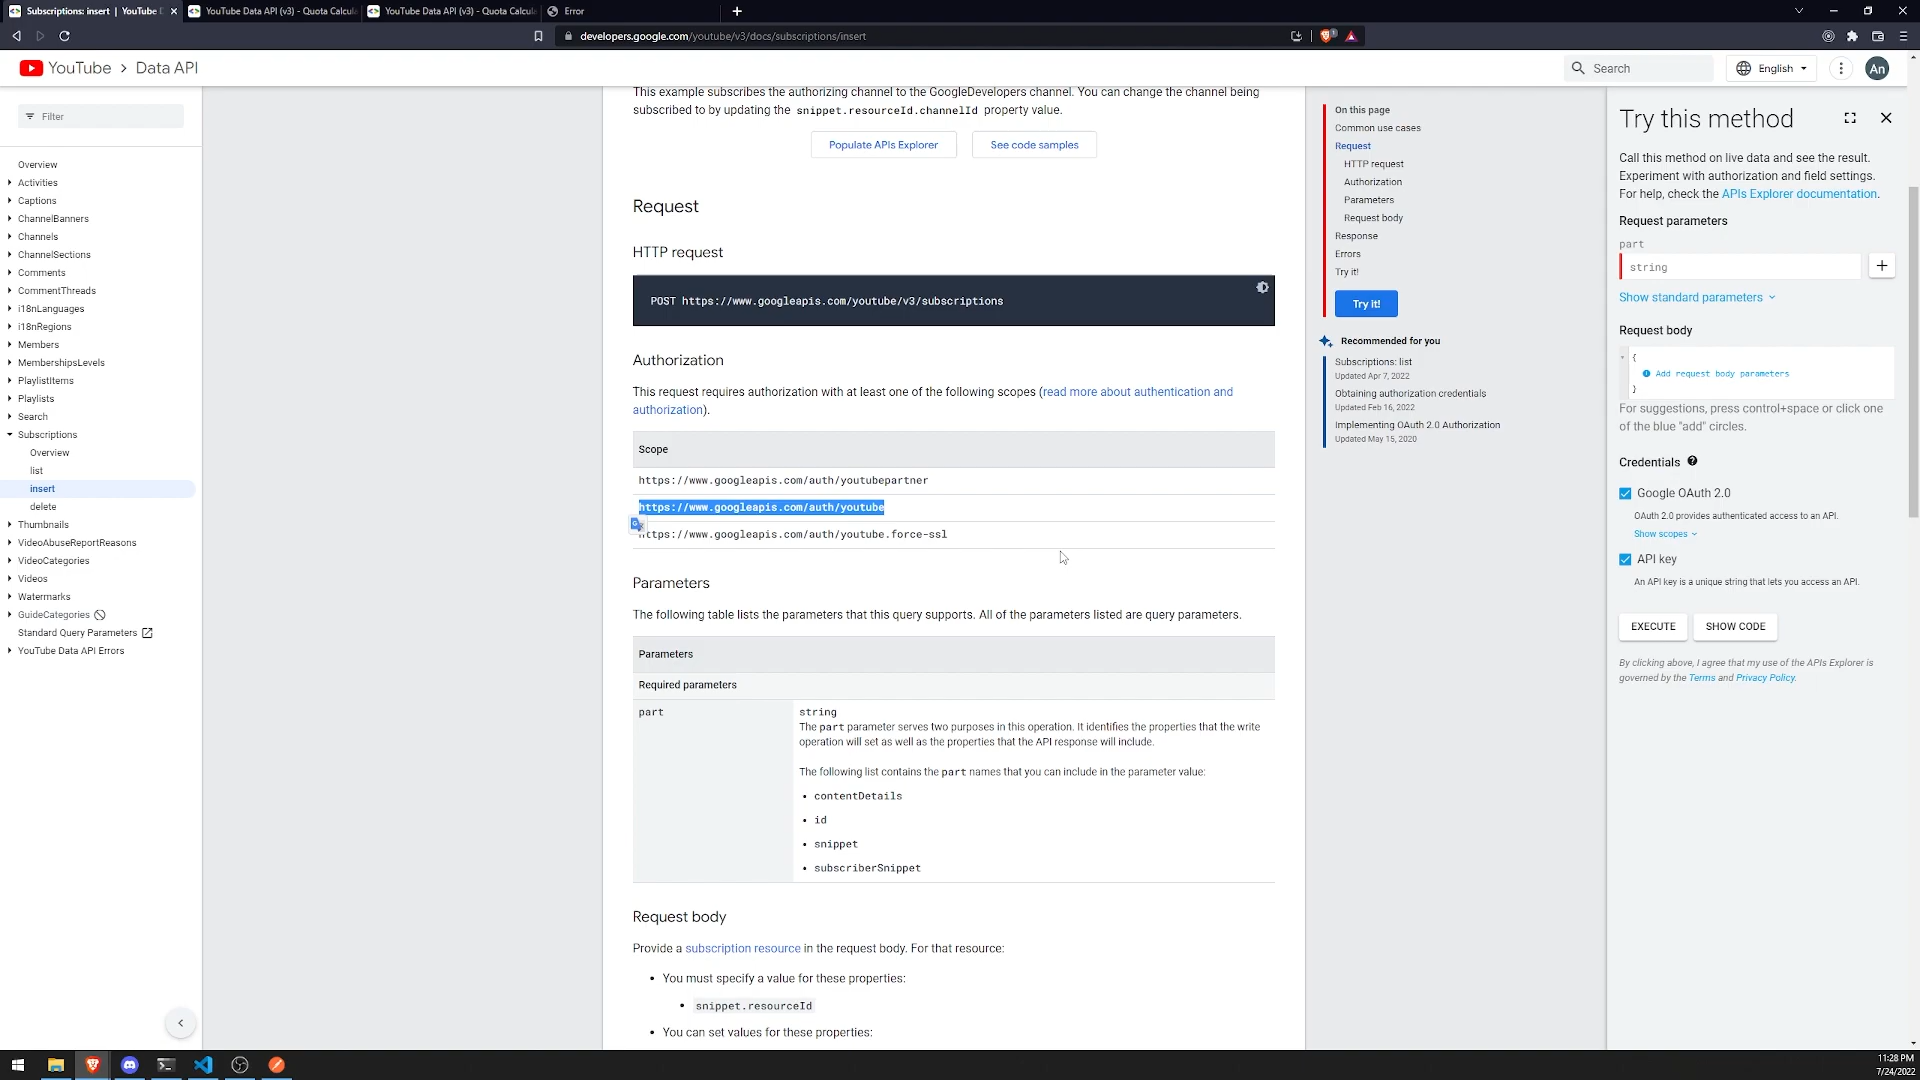 Subscriptions: insert | YouTube D
YouTube Data API (v3) - Quota Calcula
YouTube Data API (v3) - Quota Calcula
Error
developers.google.com/youtube/v3/docs/subscriptions/insert
YouTube > Data API
Search
English
An
Filter
Overview
Activities
Captions
ChannelBanners
Channels
ChannelSections
Comments
CommentThreads
i18nLanguages
i18nRegions
Members
MembershipsLevels
PlaylistItems
Playlists
Search
Subscriptions
Overview
list
insert
delete
Thumbnails
VideoAbuseReportReasons
VideoCategories
Videos
Watermarks
GuideCategories
Standard Query Parameters
YouTube Data API Errors
This example subscribes the authorizing channel to the GoogleDevelopers channel. You can change the channel being
subscribed to by updating the snippet.resourceId.channelId property value.
Populate APIs Explorer
See code samples
Request
HTTP request
POST https://www.googleapis.com/youtube/v3/subscriptions
Authorization
This request requires authorization with at least one of the following scopes (read more about authentication and
authorization).
Scope
https://www.googleapis.com/auth/youtubepartner
https://www.googleapis.com/auth/youtube
https://www.googleapis.com/auth/youtube.force-ssl
Parameters
The following table lists the parameters that this query supports. All of the parameters listed are query parameters.
Parameters
Required parameters
part
string
The part parameter serves two purposes in this operation. It identifies the properties that the write
operation will set as well as the properties that the API response will include.
The following list contains the part names that you can include in the parameter value:
• contentDetails
• id
• snippet
• subscriberSnippet
Request body
Provide a subscription resource in the request body. For that resource:
• You must specify a value for these properties:
• snippet.resourceId
• You can set values for these properties:
On this page
Common use cases
Request
HTTP request
Authorization
Parameters
Request body
Response
Errors
Try it!
Try it!
Recommended for you
Subscriptions: list
Updated Apr 7, 2022
Obtaining authorization credentials
Updated Feb 16, 2022
Implementing OAuth 2.0 Authorization
Updated May 15, 2020
Try this method
Call this method on live data and see the result.
Experiment with authorization and field settings.
For help, check the APIs Explorer documentation.
Request parameters
part
string
Show standard parameters
Request body
{
Add request body parameters
}
For suggestions, press control+space or click one
of the blue "add" circles.
Credentials
Google OAuth 2.0
OAuth 2.0 provides authenticated access to an API.
Show scopes
API key
An API key is a unique string that lets you access an API.
EXECUTE
SHOW CODE
By clicking above, I agree that my use of the APIs Explorer is
governed by the Terms and Privacy Policy.
11:28 PM
7/24/2022